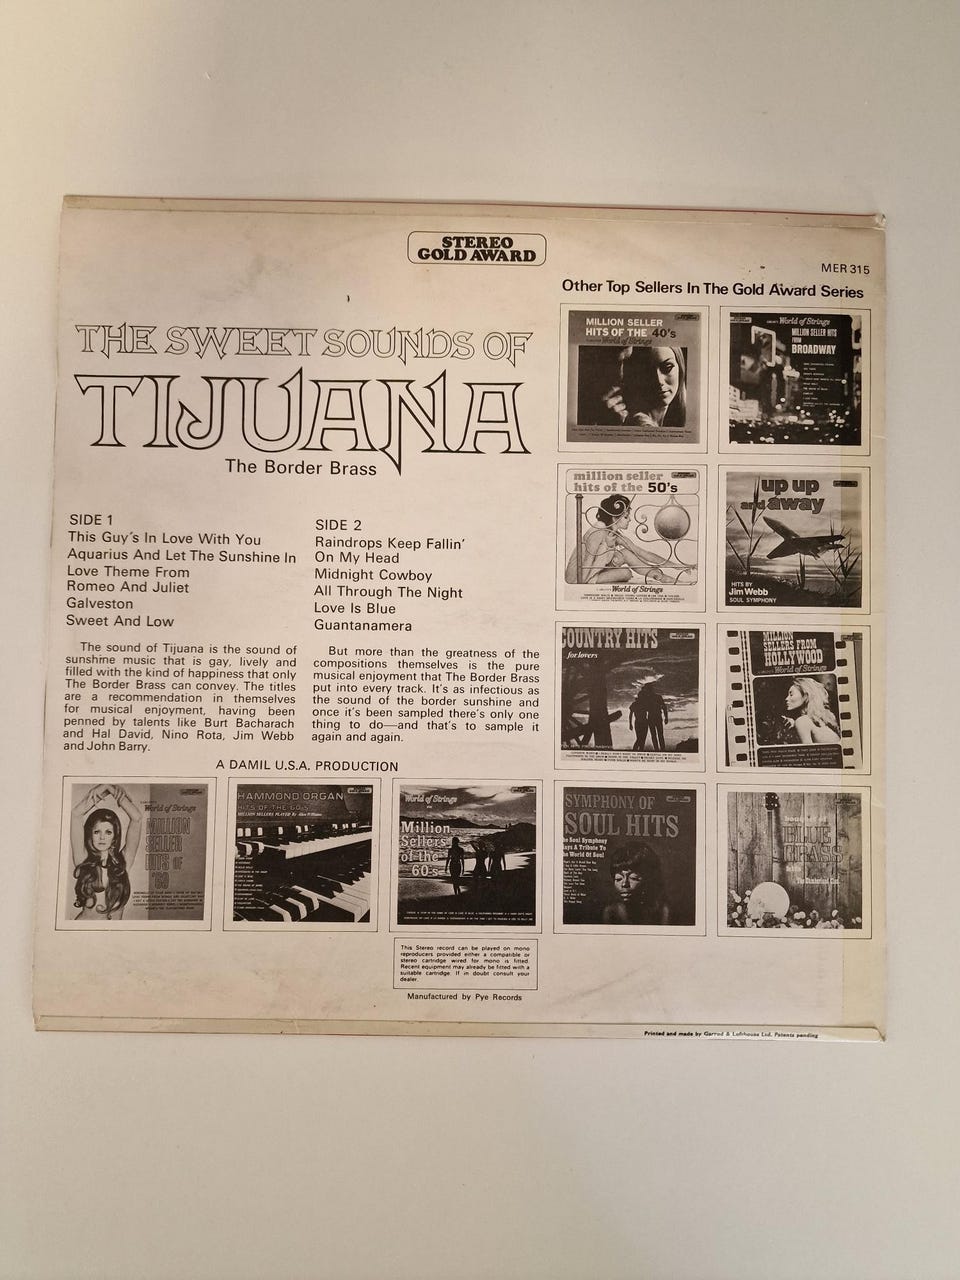 STEREO
GOLD AWARD
MER 315
Other Top Sellers In The Gold Award Series
THE SWEET SOUNDS OF
TIJUANA
The Border Brass
SIDE 1
This Guy's In Love With You
Aquarius And Let The Sunshine In
Love Theme From
Romeo And Juliet
Galveston
Sweet And Low
SIDE 2
Raindrops Keep Fallin'
On My Head
Midnight Cowboy
All Through The Night
Love Is Blue
Guantanamera
The sound of Tijuana is the sound of
sunshine music that is gay, lively and
filled with the kind of happiness that only
The Border Brass can convey. The titles
are a recommendation in themselves
for musical enjoyment, having been
penned by talents like Burt Bacharach
and Hal David, Nino Rota, Jim Webb
and John Barry.
But more than the greatness of the
compositions themselves is the pure
musical enjoyment that The Border Brass
put into every track. It's as infectious as
the sound of the border sunshine and
once it's been sampled there's only one
thing to do—and that's to sample it
again and again.
A DAMIL U.S.A. PRODUCTION
MILLION SELLER
HITS OF THE 40's
World of Strings
World of Strings
MILLION SELLER HITS
FROM
BROADWAY
million seller
hits of the 50's
World of Strings
up up
and away
HITS BY
Jim Webb
SOUL SYMPHONY
COUNTRY HITS
for lovers
MILLION
SELLERS FROM
HOLLYWOOD
World of Strings
World of Strings
MILLION
SELLER
HITS OF
'69
HAMMOND ORGAN
HITS OF THE 60'S
MILLION SELLERS PLAYED By Allen Williams
World of Strings
Million
Sellers
of the
60's
SYMPHONY OF
SOUL HITS
The Soul Symphony
Plays A Tribute To
The World Of Soul
bouquet of
BLUE
GRASS
This Stereo record can be played on mono
reproducers provided either a compatible or
stereo cartridge wired for mono is fitted.
Recent equipment may already be fitted with a
suitable cartridge. If in doubt consult your
dealer.
Manufactured by Pye Records
Printed and made by Garrod & Lofthouse Ltd. Patents pending